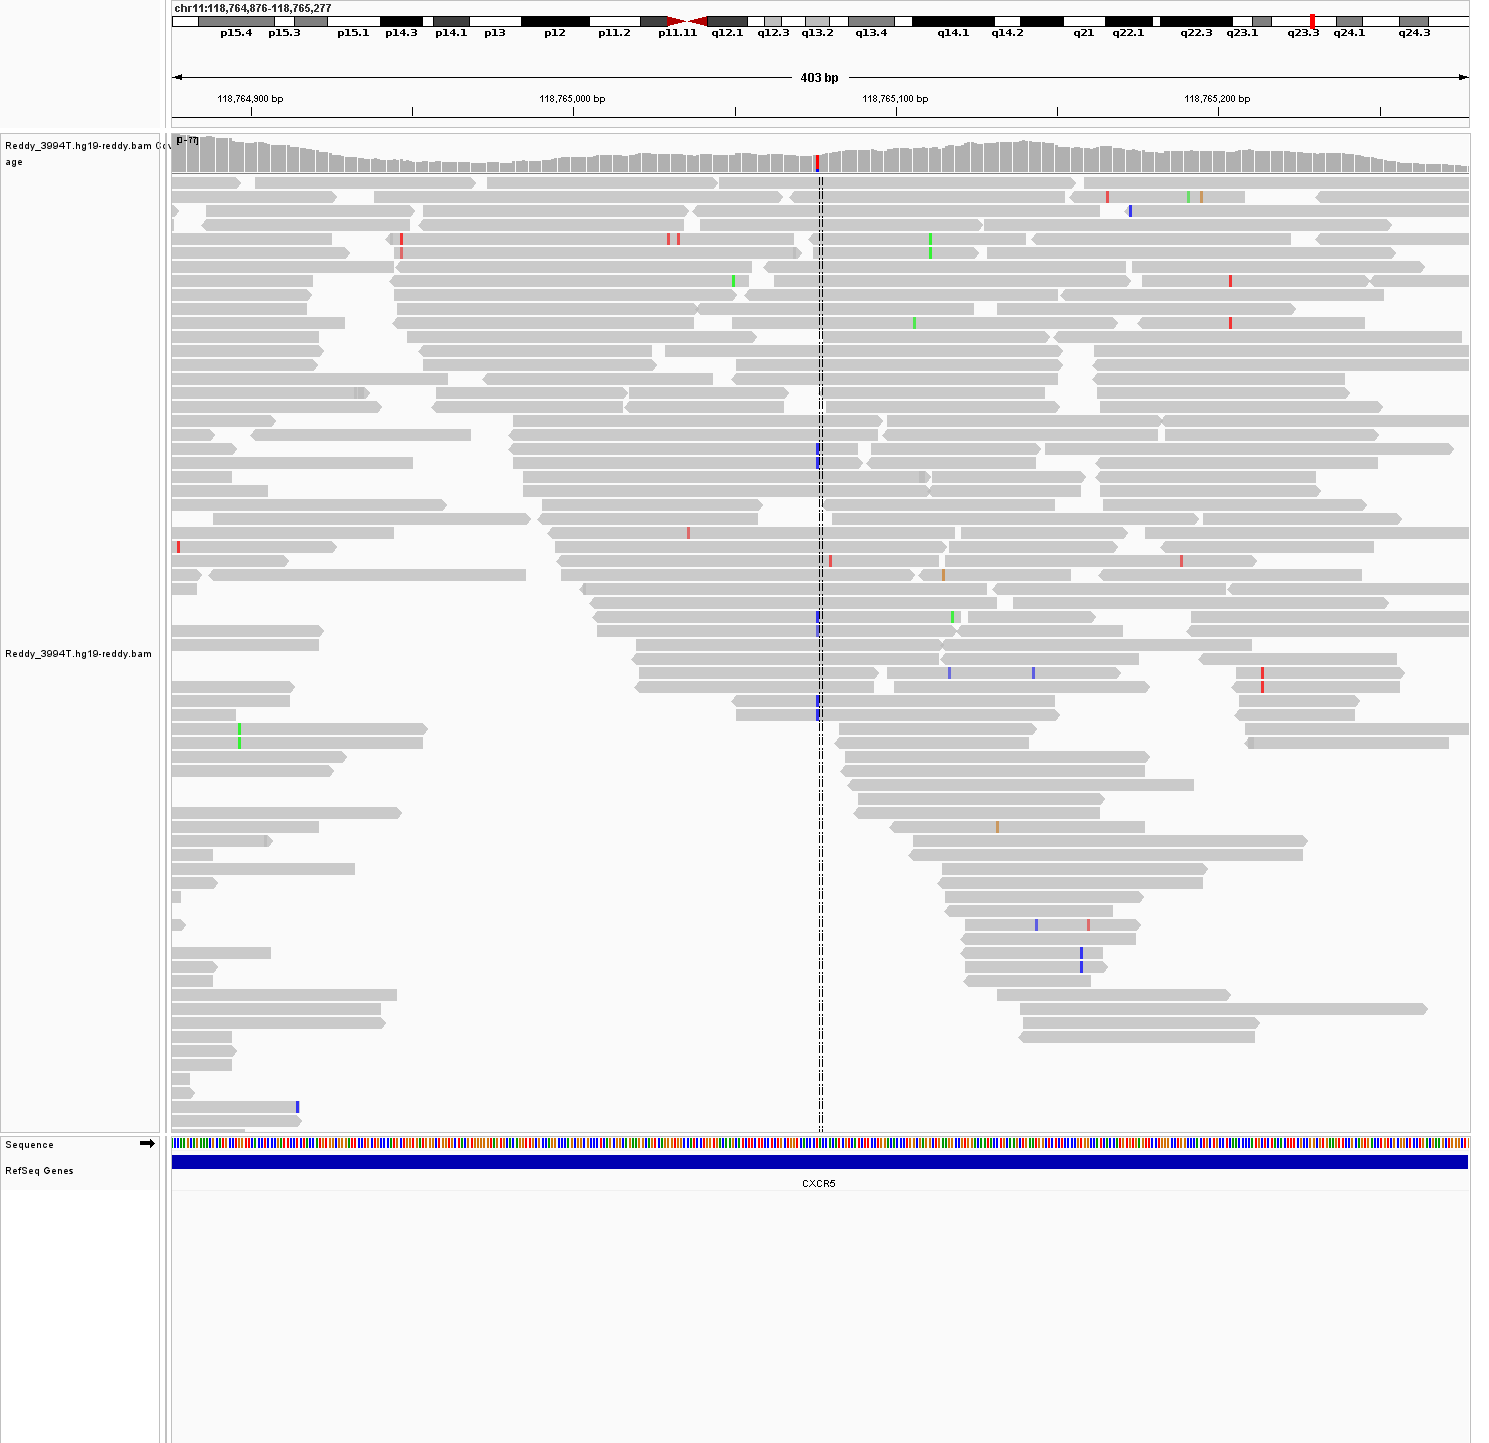 chr11:118,764,876-118,765,277
p15.4 p15.3 p15.1 p14.3 p14.1 p13 p12 p11.2 p11.11 q12.1 q12.3 q13.2 q13.4 q14.1 q14.2 q21 q22.1 q22.3 q23.1 q23.3 q24.1 q24.3
403 bp
118,764,900 bp 118,765,000 bp 118,765,100 bp 118,765,200 bp
[0 - 77]
Reddy_3994T.hg19-reddy.bam Cov
age
Reddy_3994T.hg19-reddy.bam
Sequence
RefSeq Genes
CXCR5